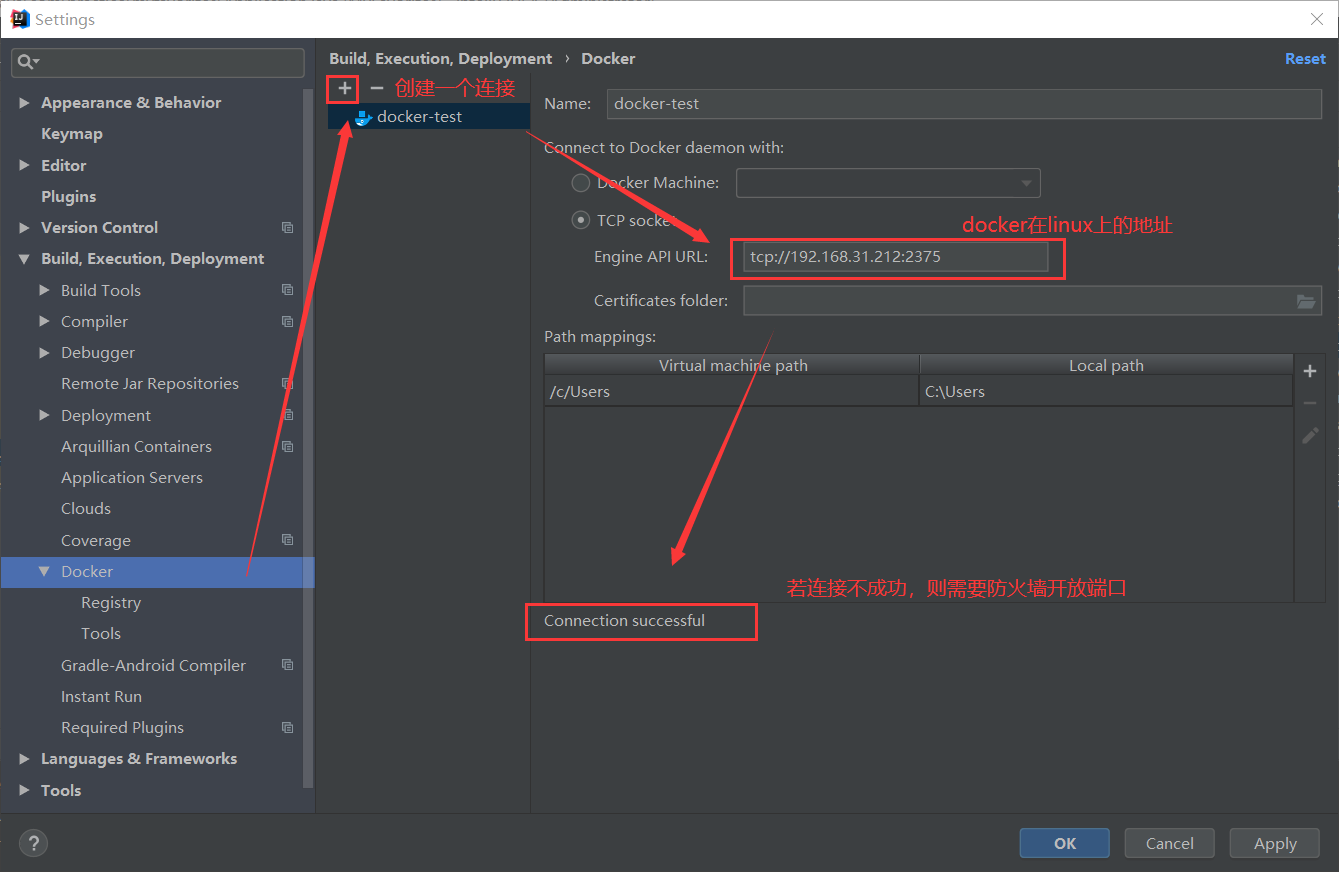 Settings
Build, Execution, Deployment › Docker
Reset
创建一个连接
Appearance & Behavior
Keymap
Editor
Plugins
Version Control
Build, Execution, Deployment
Build Tools
Compiler
Debugger
Remote Jar Repositories
Deployment
Arquillian Containers
Application Servers
Clouds
Coverage
Docker
Registry
Tools
Gradle-Android Compiler
Instant Run
Required Plugins
Languages & Frameworks
Tools
docker-test
Name: docker-test
Connect to Docker daemon with:
Docker Machine:
TCP socket
docker在linux上的地址
Engine API URL: tcp://192.168.31.212:2375
Certificates folder:
Path mappings:
Virtual machine path Local path
/c/Users C:\Users
若连接不成功，则需要防火墙开放端口
Connection successful
?
OK Cancel Apply